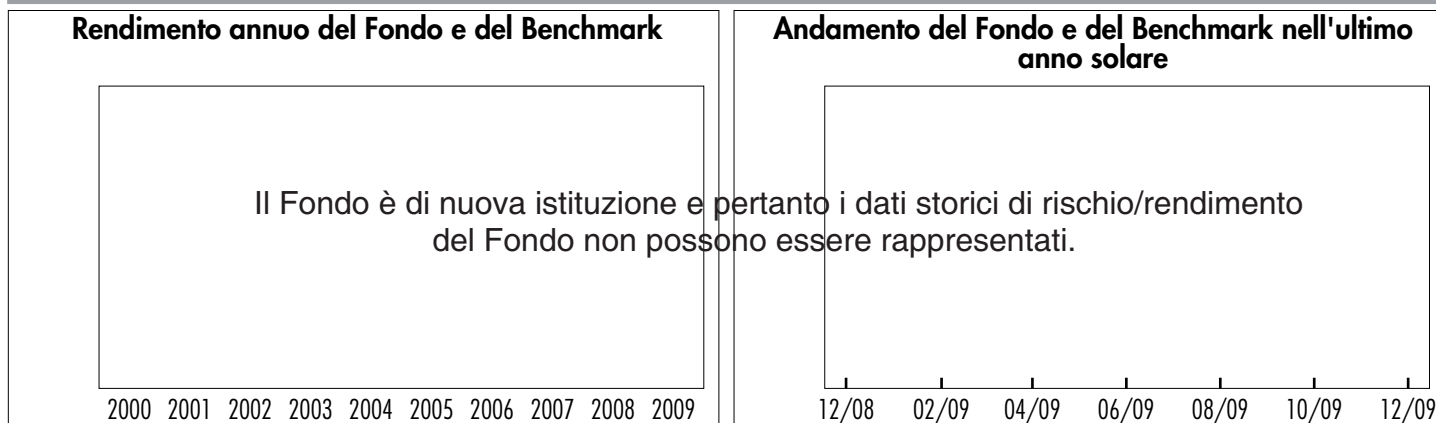 Rendimento annuo del Fondo e del Benchmark
Andamento del Fondo e del Benchmark nell'ultimo
anno solare
Il Fondo è di nuova istituzione e pertanto i dati storici di rischio/rendimento
del Fondo non possono essere rappresentati.
2000 2001 2002 2003 2004 2005 2006 2007 2008 2009
12/08 02/09 04/09 06/09 08/09 10/09 12/09